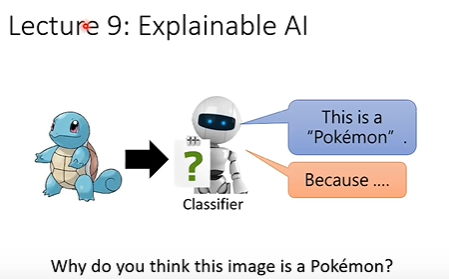 Lecture 9: Explainable AI
This is a
"Pokémon" .
?
Because ....
Classifier
Why do you think this image is a Pokémon?